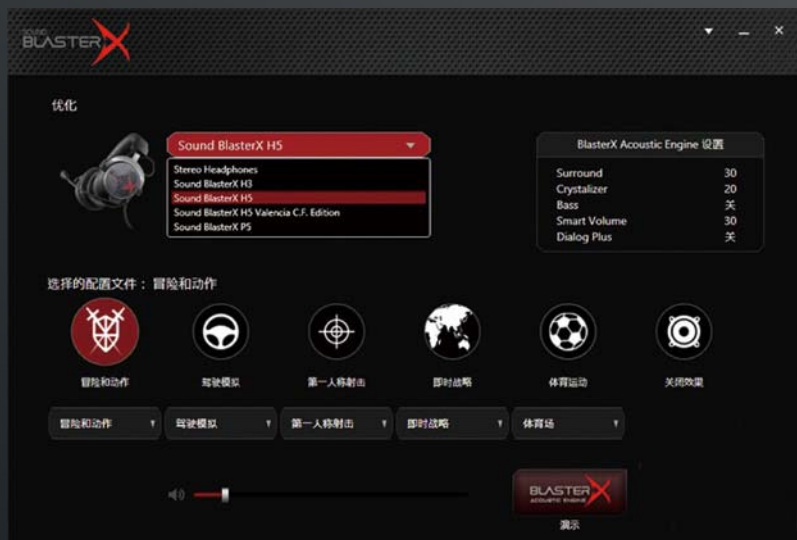 SOUND
BLASTERX
优化
Sound BlasterX H5
Stereo Headphones
Sound BlasterX H3
Sound BlasterX H5
Sound BlasterX H5 Valencia C.F. Edition
Sound BlasterX P5
BlasterX Acoustic Engine 设置
Surround 30
Crystalizer 20
Bass 关
Smart Volume 30
Dialog Plus 关
选择的配置文件： 冒险和动作
冒险和动作 驾驶模拟 第一人称射击 即时战略 体育运动 关闭效果
冒险和动作 驾驶模拟 第一人称射击 即时战略 体育场
BLASTERX
ACOUSTIC ENGINE
演示